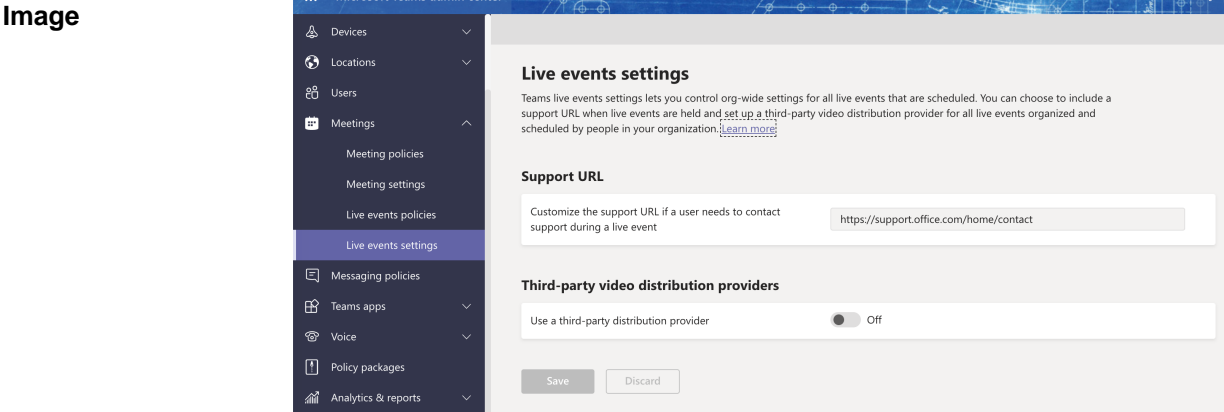 Image
Devices
Locations
Users
Meetings
Meeting policies
Meeting settings
Live events policies
Live events settings
Messaging policies
Teams apps
Voice
Policy packages
Analytics & reports
Live events settings
Teams live events settings lets you control org-wide settings for all live events that are scheduled. You can choose to include a
support URL when live events are held and set up a third-party video distribution provider for all live events organized and
scheduled by people in your organization. Learn more
Support URL
Customize the support URL if a user needs to contact
support during a live event
https://support.office.com/home/contact
Third-party video distribution providers
Use a third-party distribution provider
Off
Save
Discard